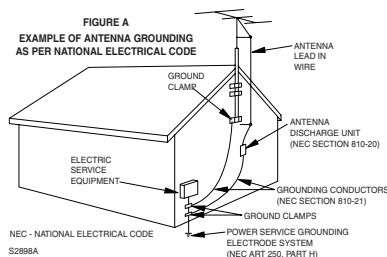 FIGURE A
EXAMPLE OF ANTENNA GROUNDING
AS PER NATIONAL ELECTRICAL CODE
ANTENNA
LEAD IN
WIRE
GROUND
CLAMP
ANTENNA
DISCHARGE UNIT
(NEC SECTION 810-20)
ELECTRIC
SERVICE
EQUIPMENT
GROUNDING CONDUCTORS
(NEC SECTION 810-21)
GROUND CLAMPS
NEC - NATIONAL ELECTRICAL CODE
POWER SERVICE GROUNDING
ELECTRODE SYSTEM
(NEC ART 250, PART H)
S2898A